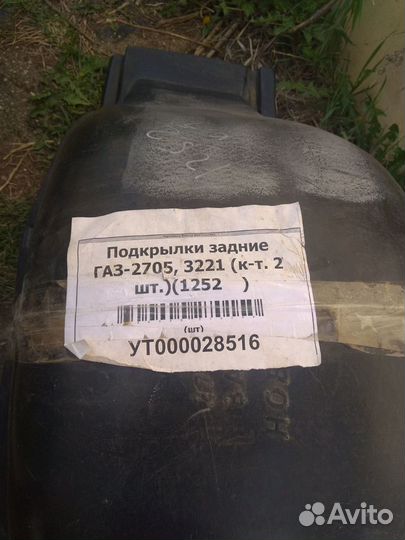 Подкрылки задние
ГАЗ-2705, 3221 (к-т. 2
шт.)(1252 )
(шт)
УТ000028516
Avito